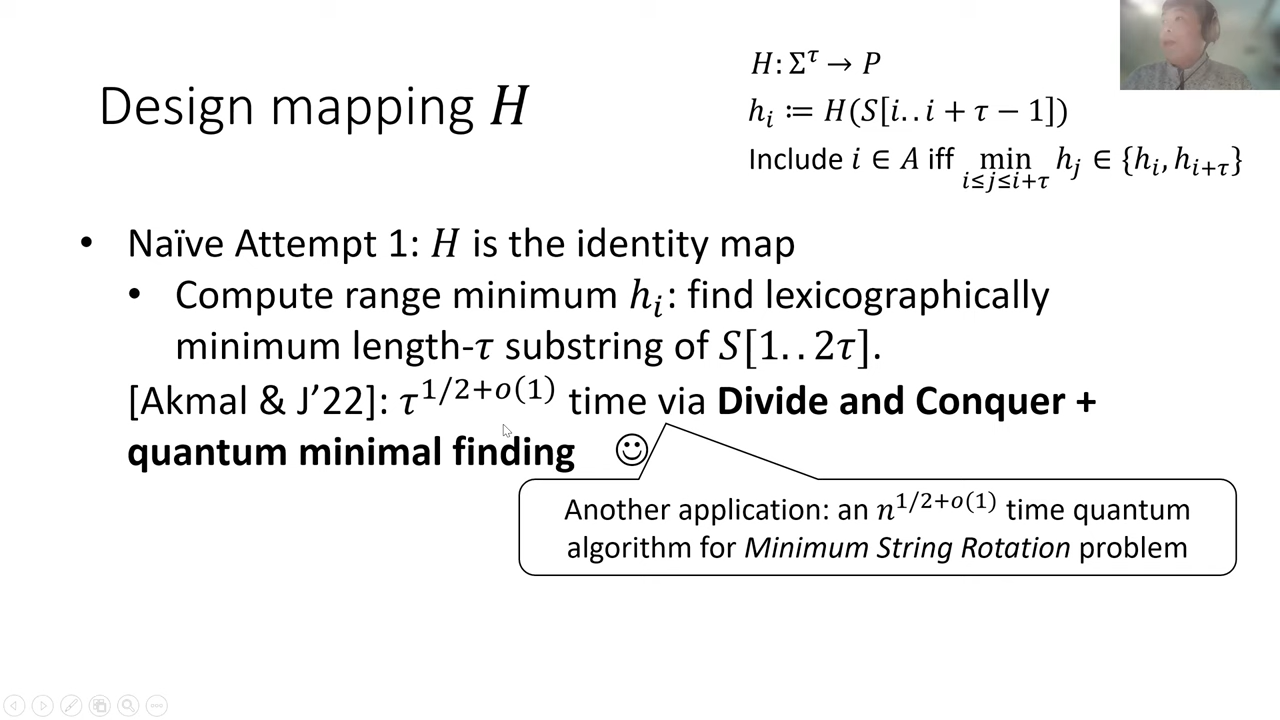 Design mapping H
H: Σ^τ → P
h_i ≔ H(S[i..i + τ − 1])
Include i ∈ A iff min_{i≤j≤i+τ} h_j ∈ {h_i, h_{i+τ}}
• Naïve Attempt 1: H is the identity map
• Compute range minimum h_i: find lexicographically
minimum length-τ substring of S[1..2τ].
[Akmal & J’22]: τ^{1/2+o(1)} time via Divide and Conquer +
quantum minimal finding ☺
Another application: an n^{1/2+o(1)} time quantum
algorithm for Minimum String Rotation problem